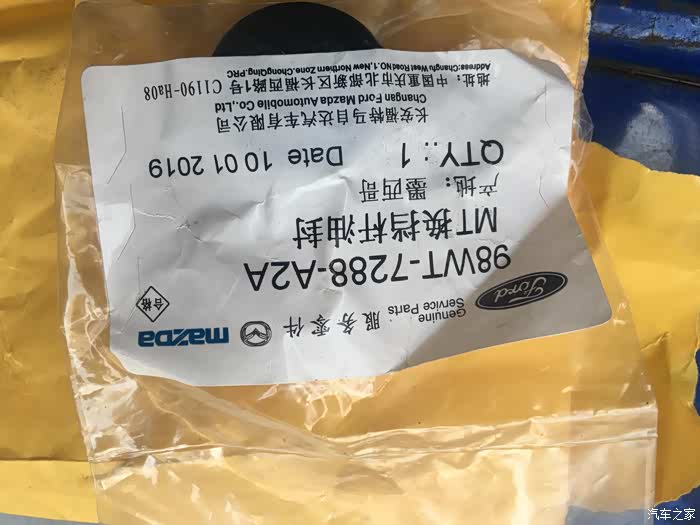 Ford
Genuine
Service Parts
服务零件
mazda
98WT-7288-A2A
合格
MT换挡杆油封
产地：墨西哥
QTY.: 1 Date 10 01 2019
长安福特马自达汽车有限公司
Changan Ford Mazda Automobile Co.,Ltd
地址：中国重庆市北部新区长福西路1号 C1190-Ha08
Address:Changfu West Road NO.1,New Northern Zone,ChongQing,PRC
汽车之家